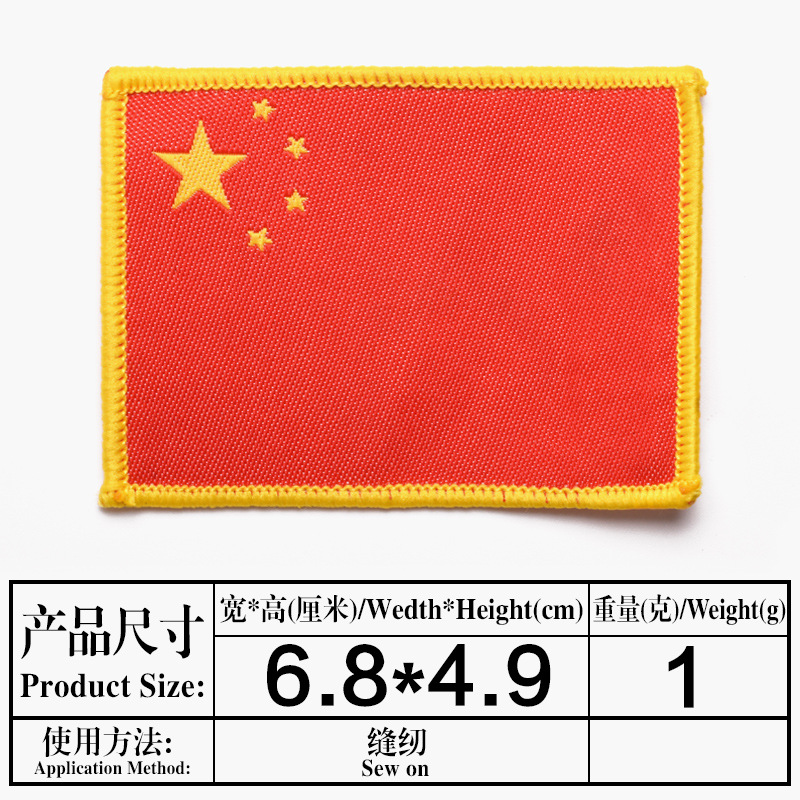 产品尺寸
Product Size:
宽*高(厘米)/Wedth*Height(cm)
重量(克)/Weight(g)
6.8*4.9
1
使用方法:
Application Method:
缝纫
Sew on